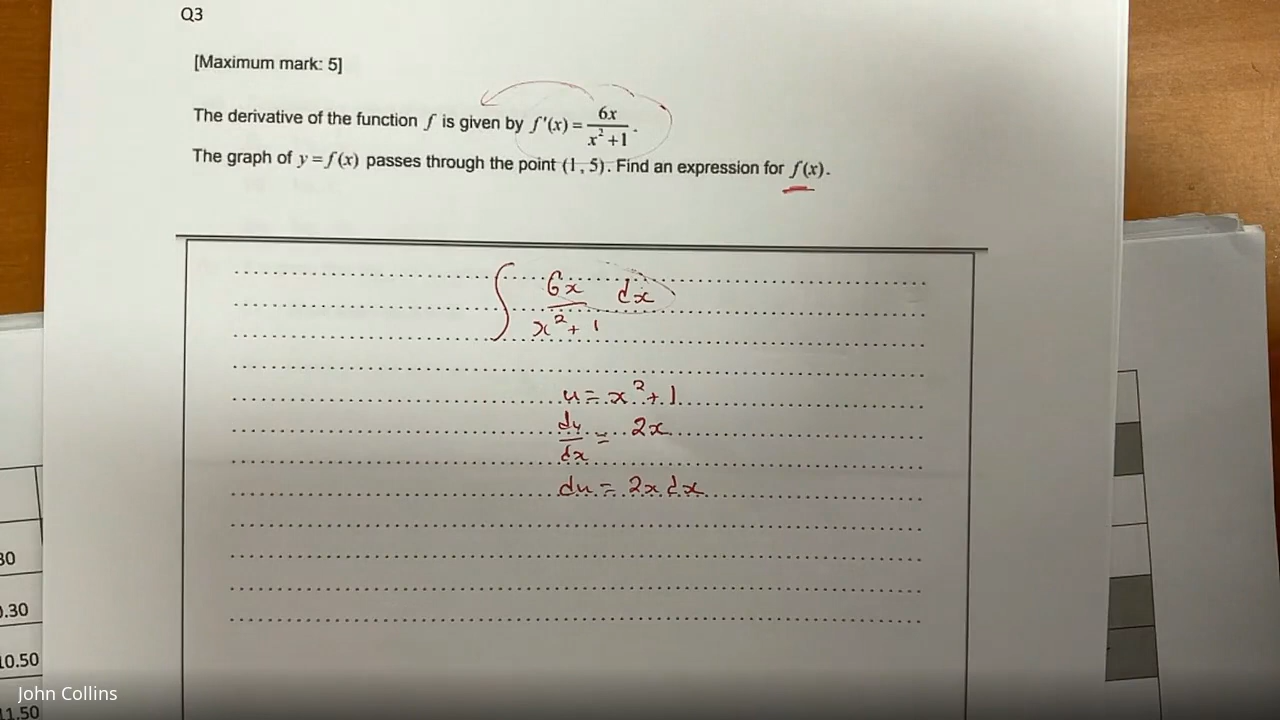 Q3
[Maximum mark: 5]
The derivative of the function f is given by f'(x) = 6x / (x² + 1).
The graph of y = f(x) passes through the point (1, 5). Find an expression for f(x).
∫ 6x / (x² + 1) dx
u = x² + 1
du/dx = 2x
du = 2x dx
30
0.30
10.50
11.50
John Collins